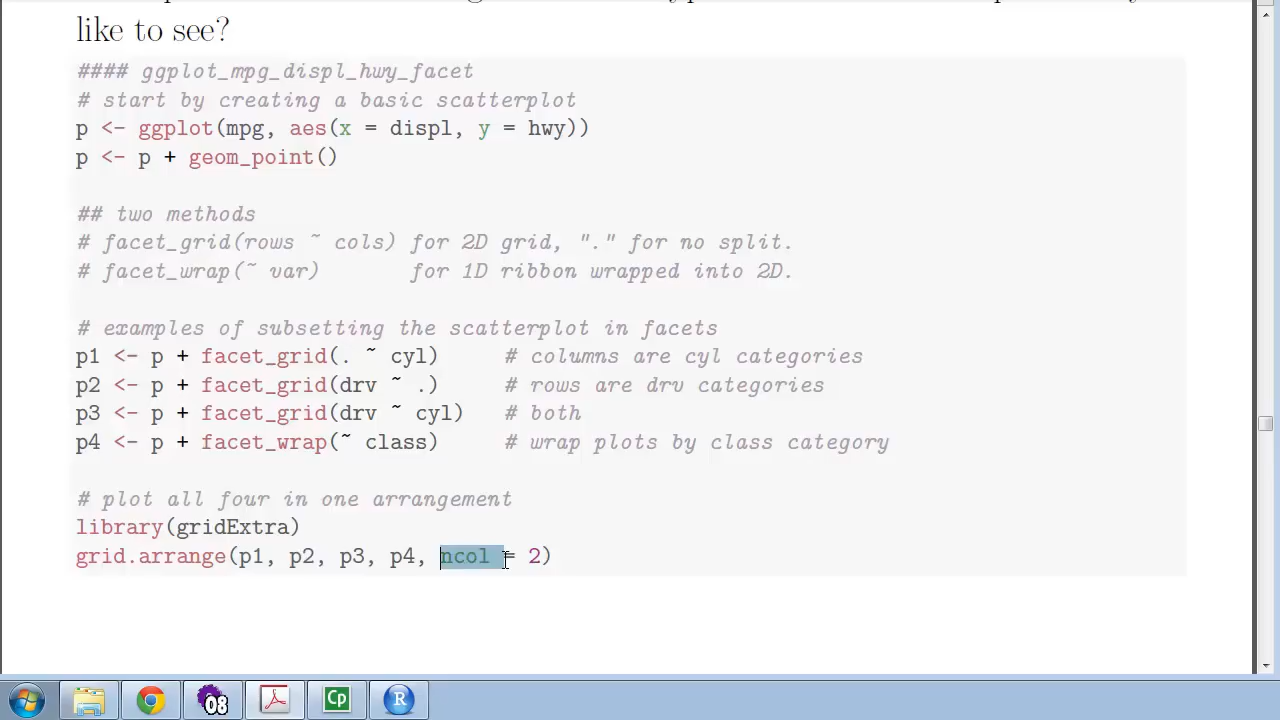 like to see?
#### ggplot_mpg_displ_hwy_facet
# start by creating a basic scatterplot
p <- ggplot(mpg, aes(x = displ, y = hwy))
p <- p + geom_point()
## two methods
# facet_grid(rows ~ cols) for 2D grid, "." for no split.
# facet_wrap(~ var)       for 1D ribbon wrapped into 2D.
# examples of subsetting the scatterplot in facets
p1 <- p + facet_grid(. ~ cyl)     # columns are cyl categories
p2 <- p + facet_grid(drv ~ .)     # rows are drv categories
p3 <- p + facet_grid(drv ~ cyl)   # both
p4 <- p + facet_wrap(~ class)     # wrap plots by class category
# plot all four in one arrangement
library(gridExtra)
grid.arrange(p1, p2, p3, p4, ncol = 2)
08
Cp
R